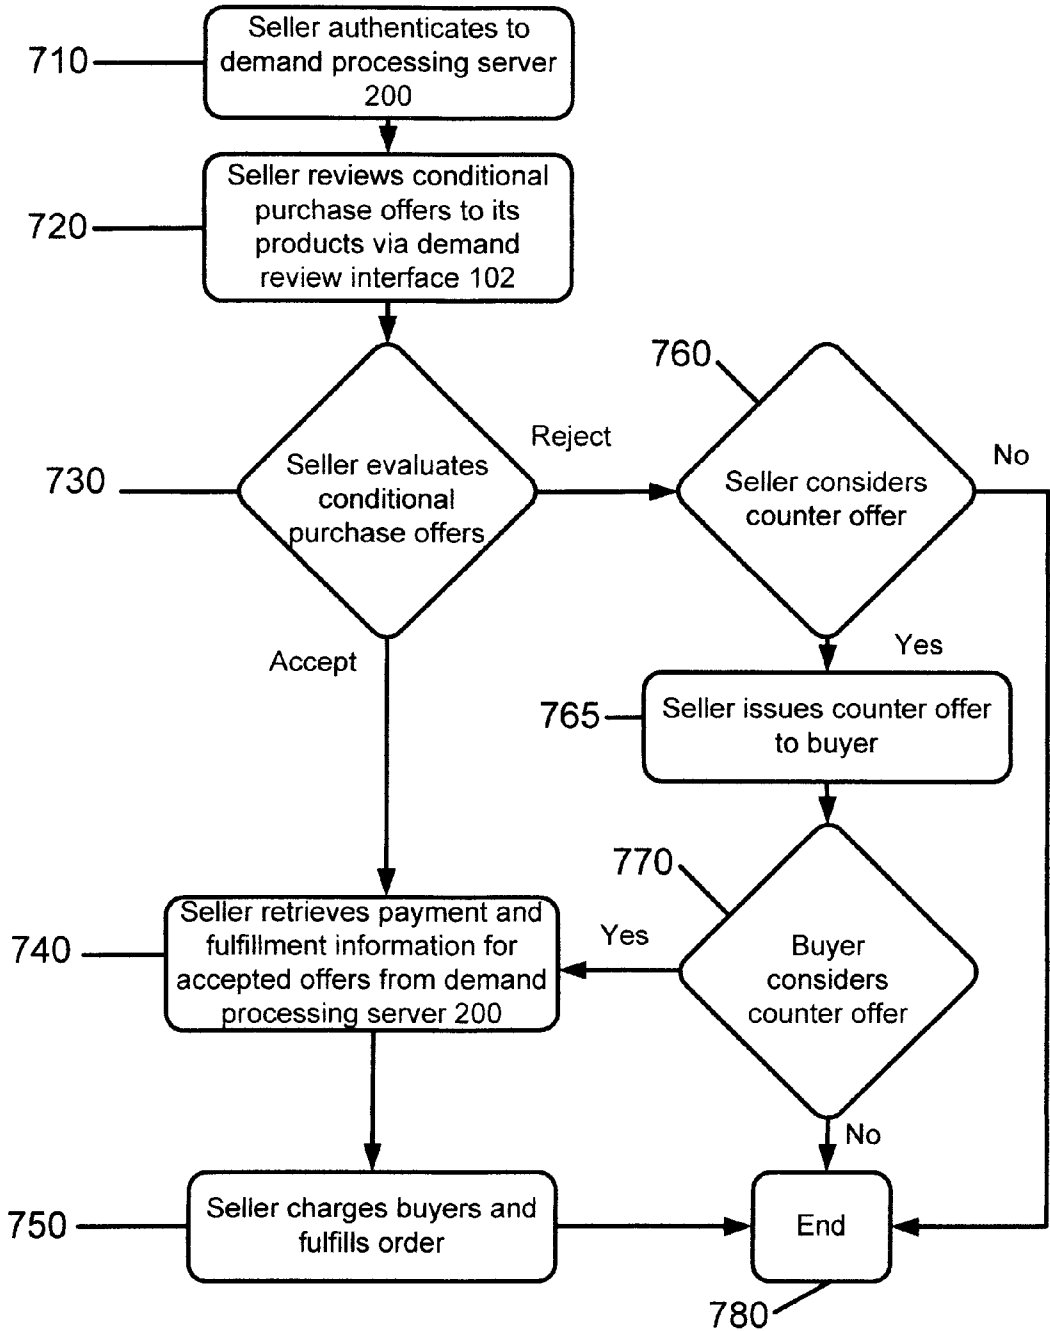 Seller authenticates to
demand processing server
200
710
Seller reviews conditional
purchase offers to its
products via demand
review interface 102
720
760
Reject
No
Seller evaluates
conditional
purchase offers
730
Seller considers
counter offer
Accept
Yes
765
Seller issues counter offer
to buyer
770
Seller retrieves payment and
fulfillment information for
accepted offers from demand
processing server 200
740
Yes
Buyer
considers
counter offer
No
750
Seller charges buyers and
fulfills order
End
780